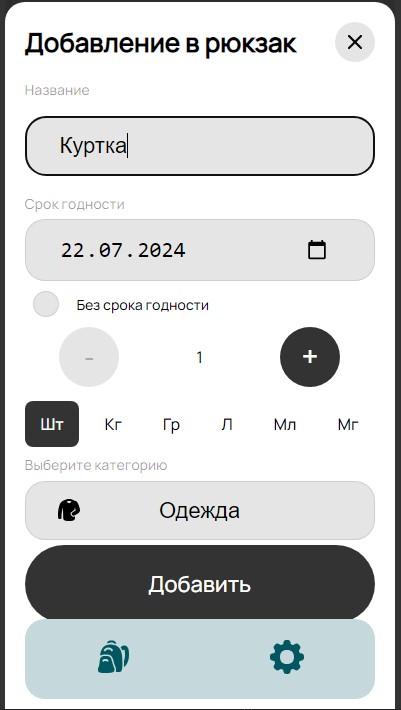 Добавление в рюкзак
Название
Куртка
Срок годности
22.07.2024
Без срока годности
- 1 +
Шт Кг Гр Л Мл Мг
Выберите категорию
Одежда
Добавить